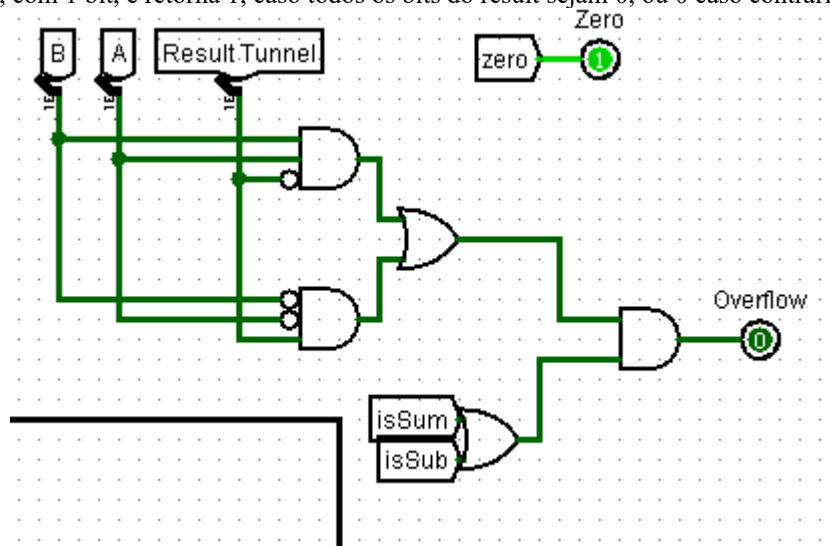 , com 1 bit, e retorna 1, caso todos os bits do result sejam 0, ou 0 caso contrári
Zero
B A Result Tunnel zero 1
Overflow
0
isSum
isSub